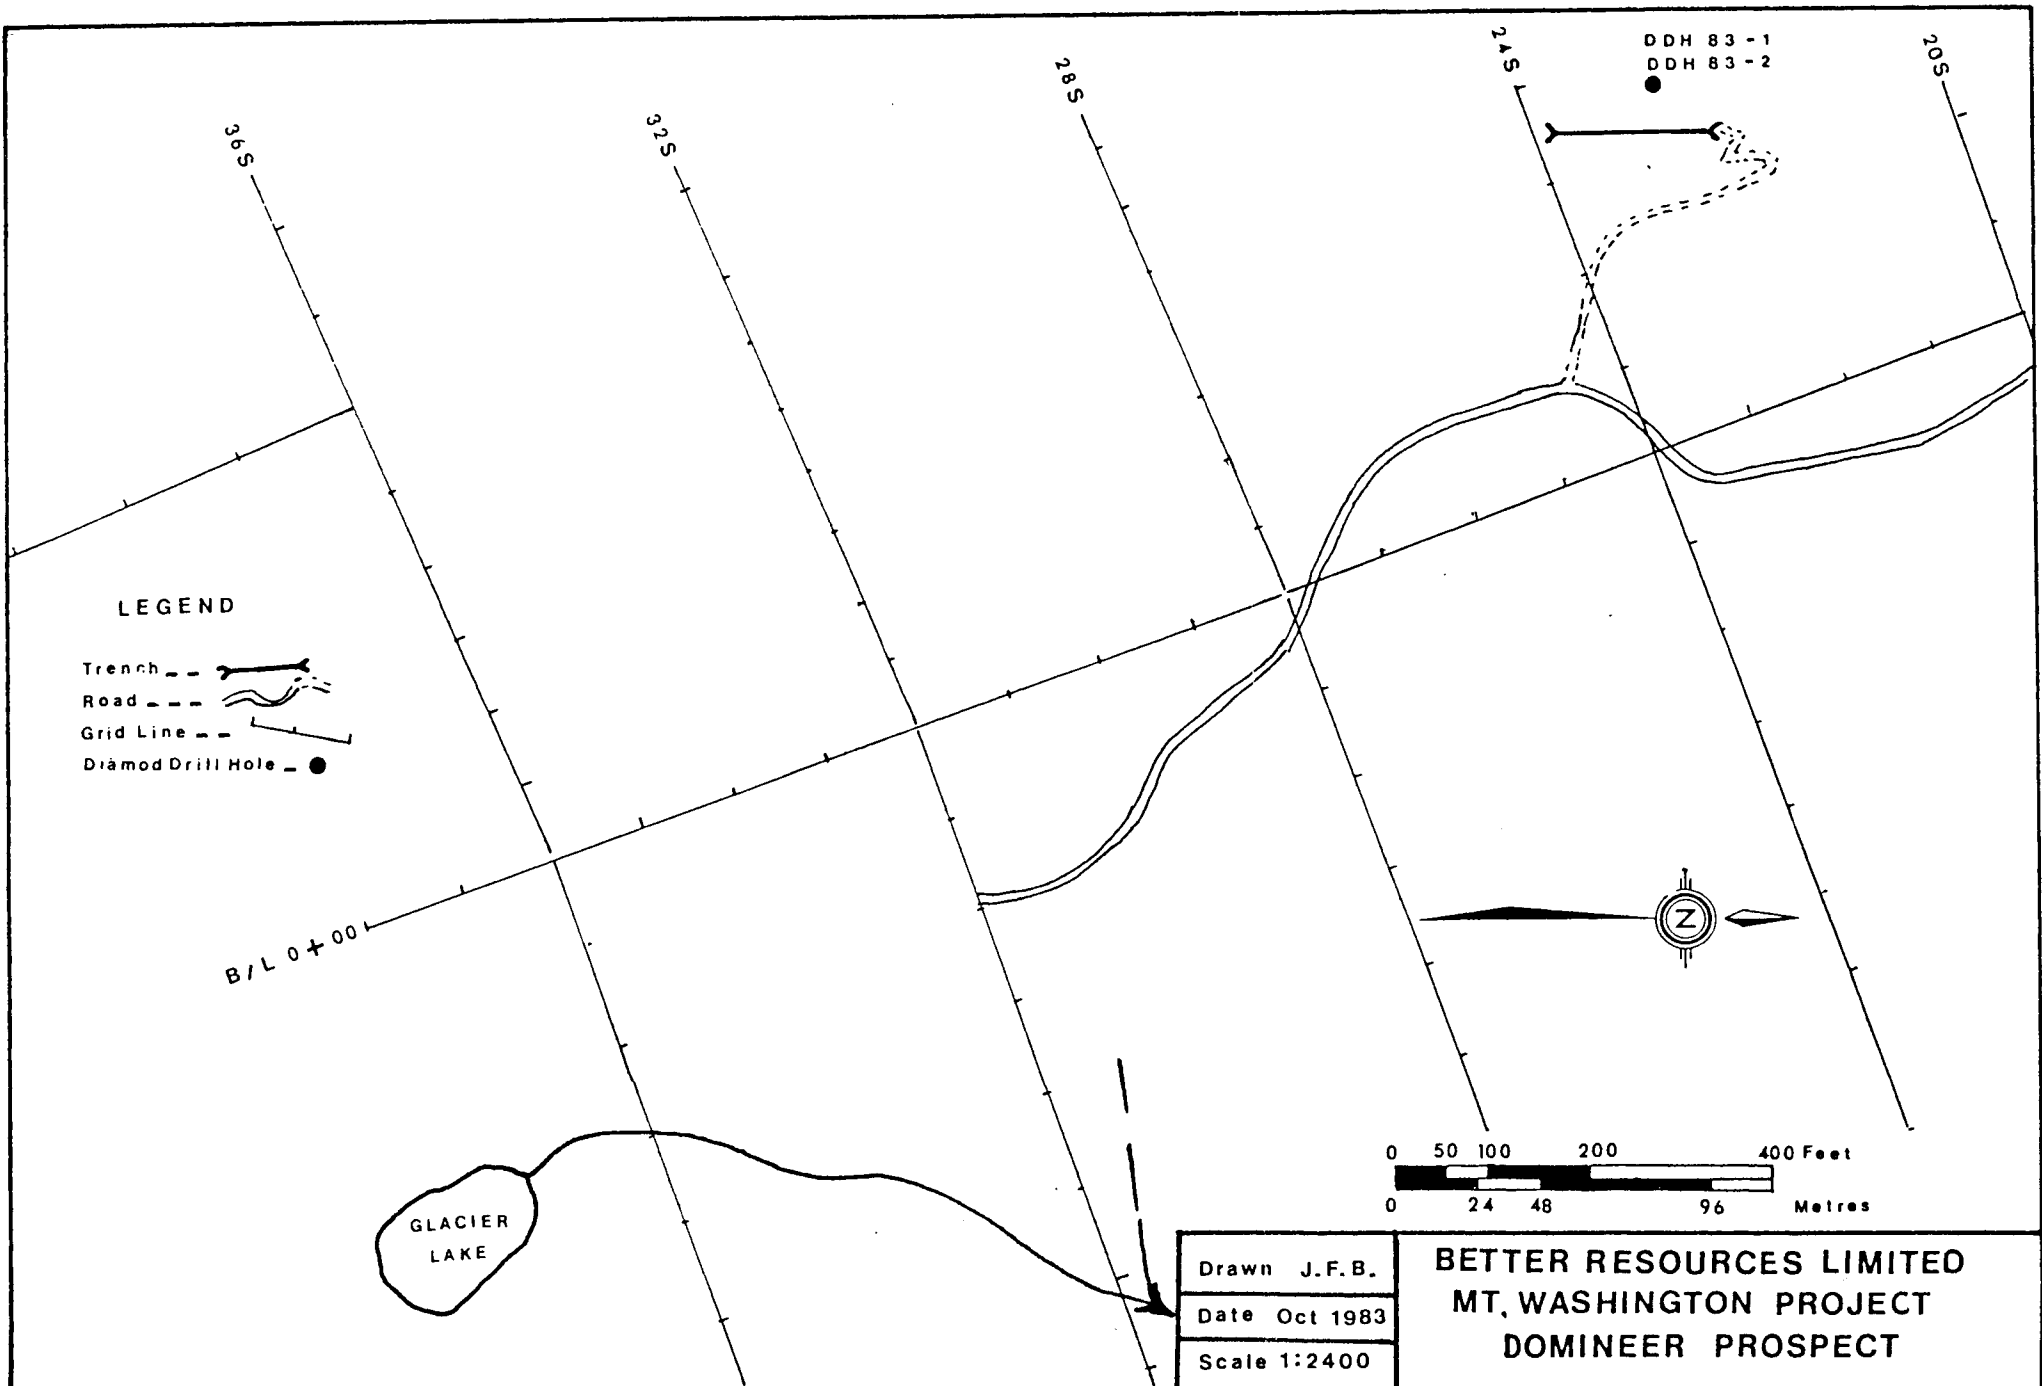 36S
32S
28S
24S
20S
DDH 83-1
DDH 83-2
LEGEND
Trench
Road
Grid Line
Diamod Drill Hole
B/L 0+00
GLACIER
LAKE
N
0 50 100 200 400 Feet
0 24 48 96 Metres
Drawn J.F.B.
Date Oct 1983
Scale 1:2400
BETTER RESOURCES LIMITED
MT. WASHINGTON PROJECT
DOMINEER PROSPECT